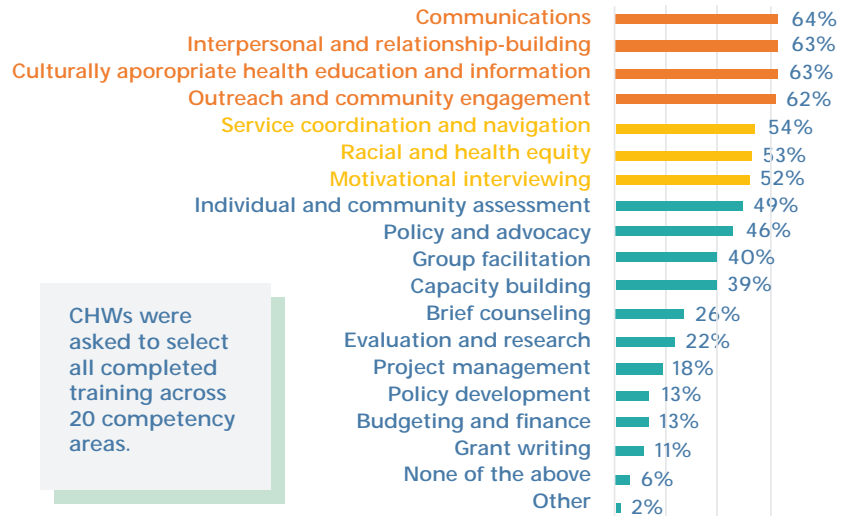 Communications 64%
Interpersonal and relationship-building 63%
Culturally aporopriate health education and information 63%
Outreach and community engagement 62%
Service coordination and navigation 54%
Racial and health equity 53%
Motivational interviewing 52%
Individual and community assessment 49%
Policy and advocacy 46%
Group facilitation 40%
Capacity building 39%
Brief counseling 26%
Evaluation and research 22%
Project management 18%
Policy development 13%
Budgeting and finance 13%
Grant writing 11%
None of the above 6%
Other 2%
CHWs were
asked to select
all completed
training across
20 competency
areas.